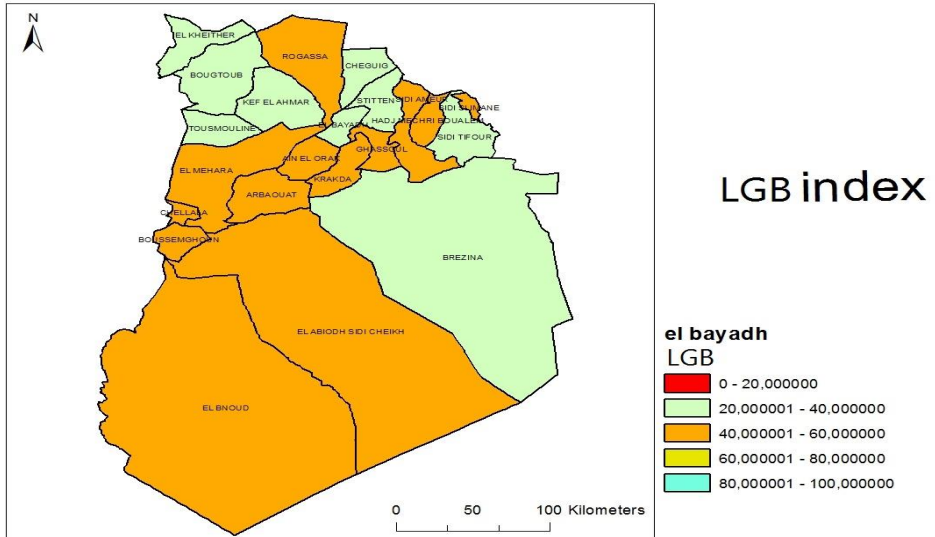 N
EL KHEITHER
ROGASSA
CHEGUIG
BOUGTOUB
STITTEN
SIDI AMEUR
KEF EL AHMAR
SIDI SLIMANE
EL BAYADH
HADJ MECHRI
BOUALEM
TOUSMOULINE
SIDI TIFOUR
GHASSOUL
AIN EL ORAK
EL MEHARA
KRAKDA
ARBAOUAT
CHELLALA
BOUSSEMGHOUN
BREZINA
EL ABIODH SIDI CHEIKH
EL BNOUD
0 50 100 Kilometers
LGB index
el bayadh
LGB
0 - 20,000000
20,000001 - 40,000000
40,000001 - 60,000000
60,000001 - 80,000000
80,000001 - 100,000000